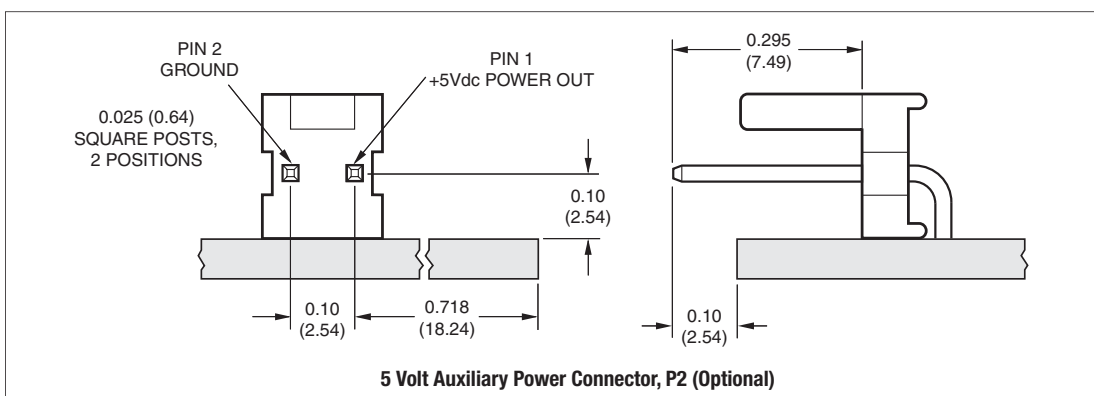 PIN 2
GROUND
PIN 1
+5Vdc POWER OUT
0.025 (0.64)
SQUARE POSTS,
2 POSITIONS
0.10
(2.54)
0.10
(2.54)
0.718
(18.24)
0.295
(7.49)
0.10
(2.54)
5 Volt Auxiliary Power Connector, P2 (Optional)